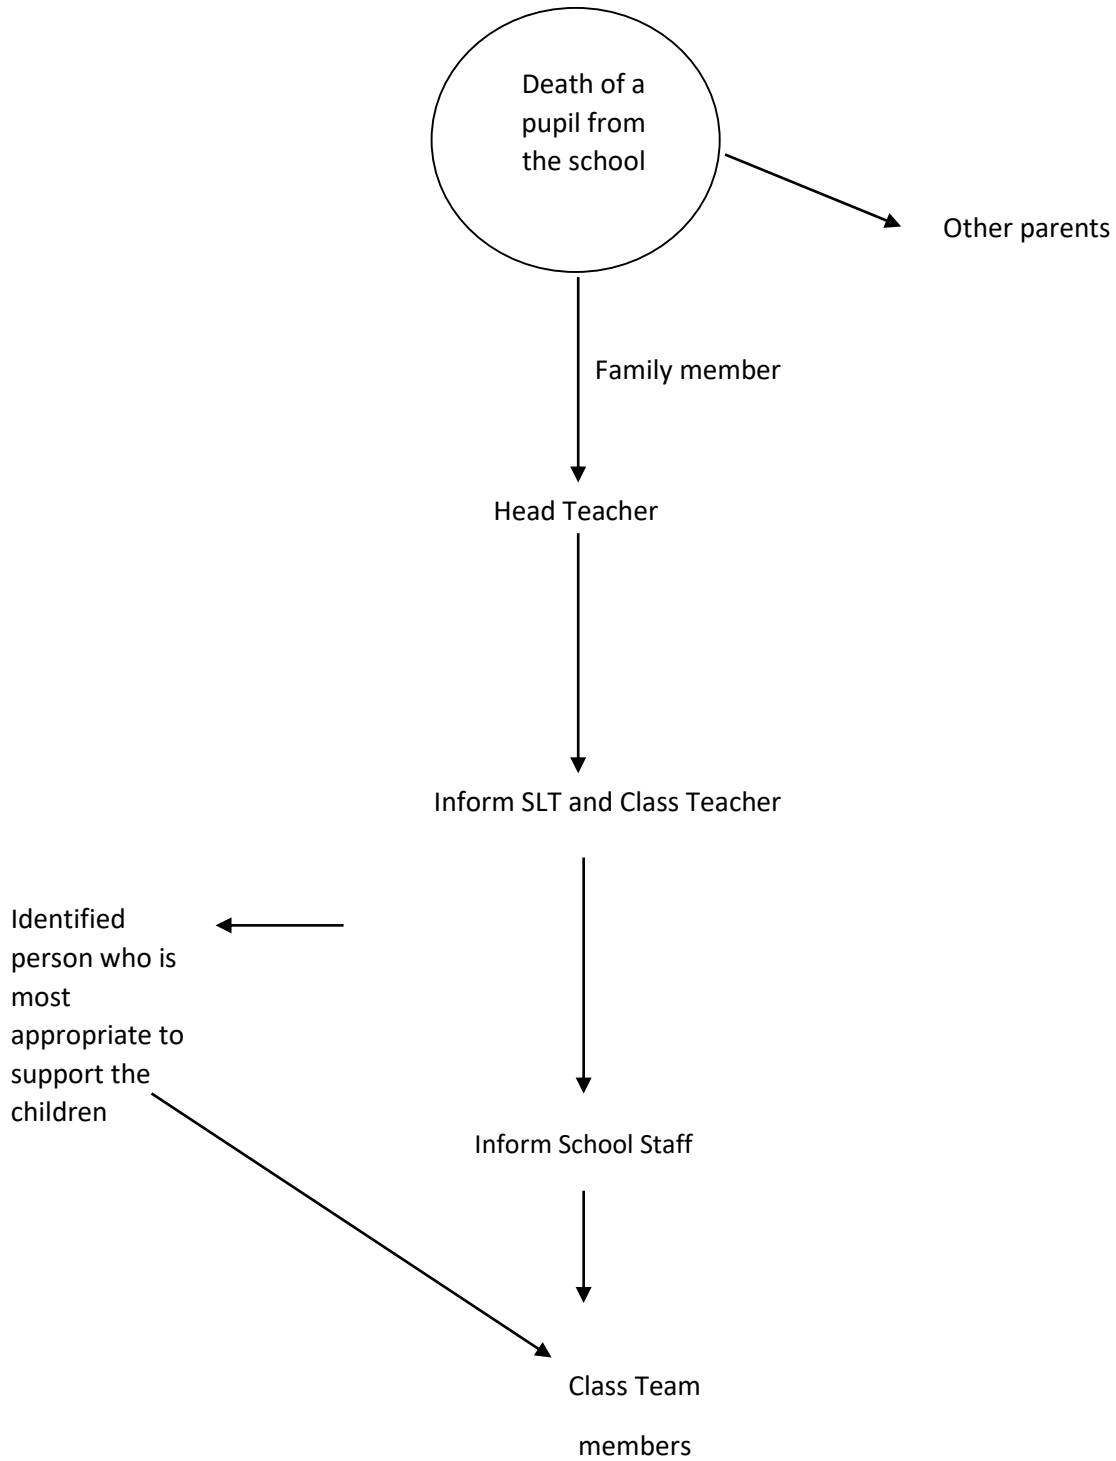 Death of a
pupil from
the school
Other parents
Family member
Head Teacher
Inform SLT and Class Teacher
Identified
person who is
most
appropriate to
support the
children
Inform School Staff
Class Team
members